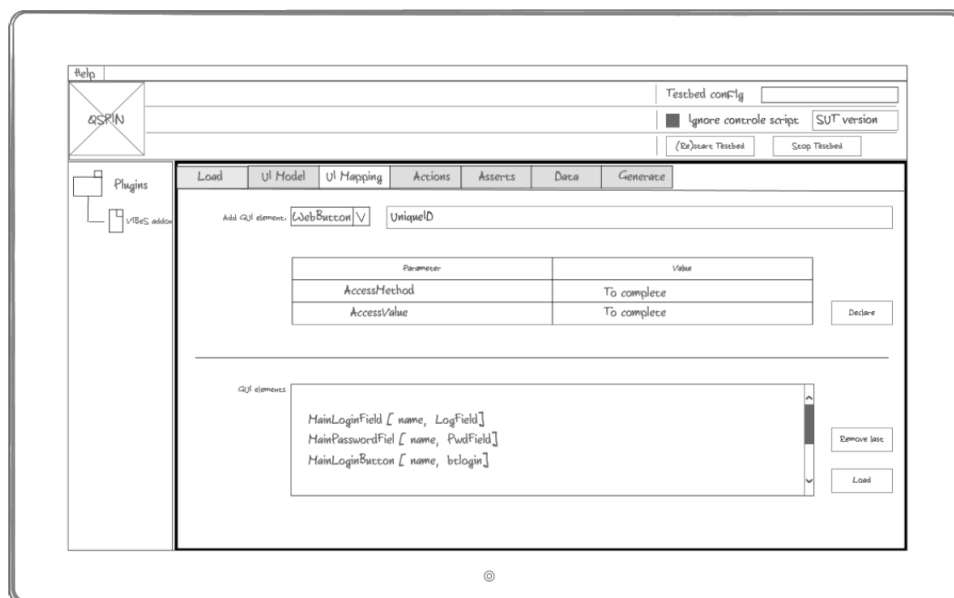 Help
QSPIN
Testbed config
Ignore controle script SUT version
(Re)start Testbed Stop Testbed
Plugins
VIBeS addon
Load UI Model UI Mapping Actions Asserts Data Generate
Add GUI element: WebButton V UniqueID
Parameter Value
AccessMethod To complete
AccessValue To complete
Declare
GUI elements
MainLoginField [ name, LogField]
MainPasswordFiel [ name, PwdField]
MainLoginButton [ name, btlogin]
Remove last
Load